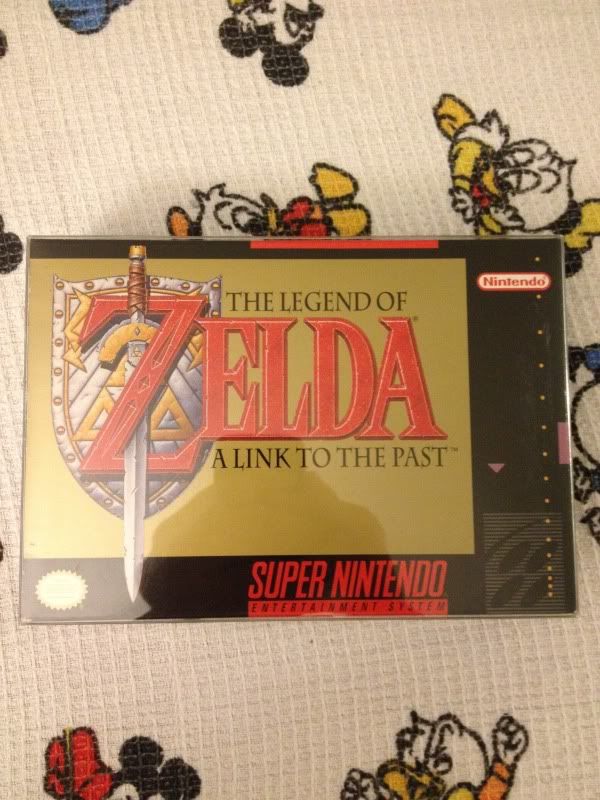 Nintendo
THE LEGEND OF
ZELDA®
A LINK TO THE PAST™
SUPER NINTENDO
ENTERTAINMENT SYSTEM